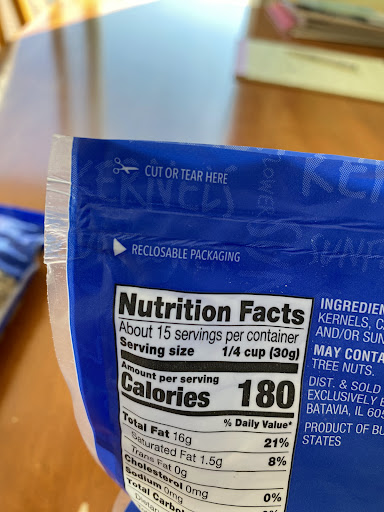 CUT OR TEAR HERE
KERNELS
RECLOSABLE PACKAGING
Nutrition Facts
About 15 servings per container
Serving size 1/4 cup (30g)
Amount per serving
Calories 180
% Daily Value*
Total Fat 16g 21%
Saturated Fat 1.5g 8%
Trans Fat 0g
Cholesterol 0mg 0%
Sodium 0mg
Total
INGREDIEN
KERNELS, C
AND/OR SUN
MAY CONTA
TREE NUTS.
DIST. & SOLD
EXCLUSIVELY
BATAVIA, IL 60
PRODUCT OF
STATES